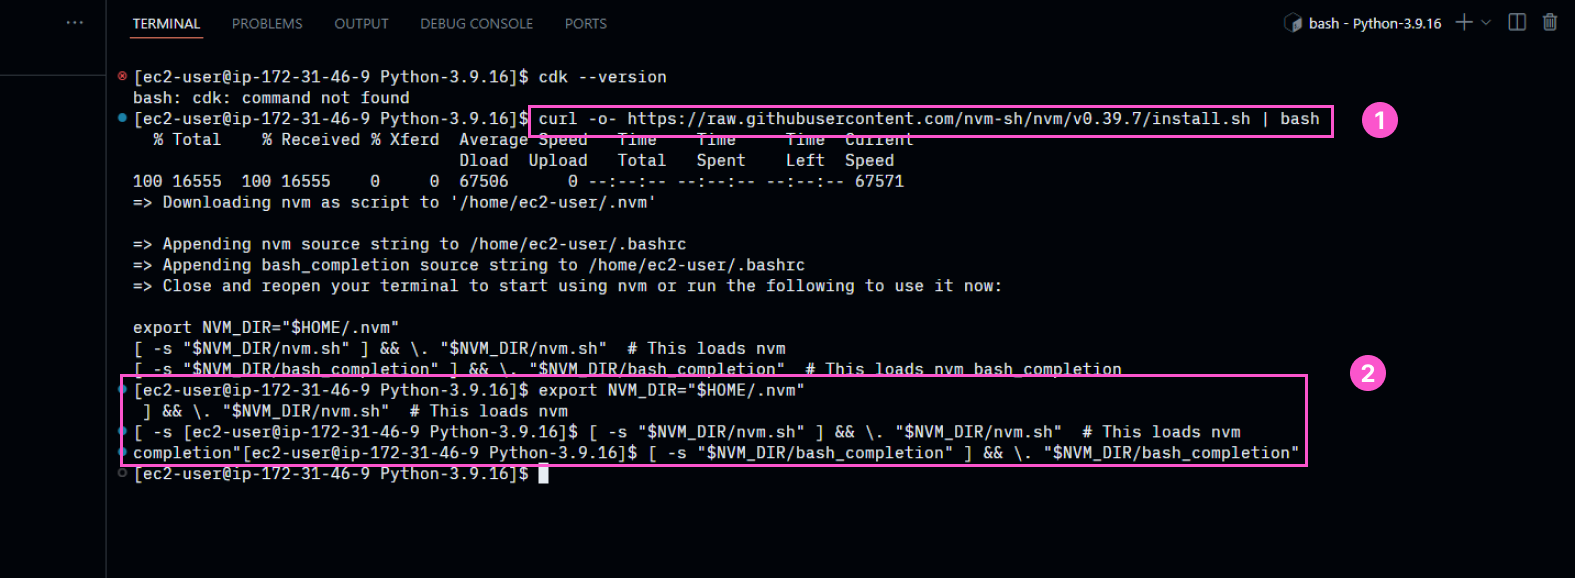 ··· TERMINAL PROBLEMS OUTPUT DEBUG CONSOLE PORTS bash - Python-3.9.16
[ec2-user@ip-172-31-46-9 Python-3.9.16]$ cdk --version
bash: cdk: command not found
[ec2-user@ip-172-31-46-9 Python-3.9.16]$ curl -o- https://raw.githubusercontent.com/nvm-sh/nvm/v0.39.7/install.sh | bash
1
% Total % Received % Xferd Average Speed Time Time Time Current
Dload Upload Total Spent Left Speed
100 16555 100 16555 0 0 67506 0 --:--:-- --:--:-- --:--:-- 67571
=> Downloading nvm as script to '/home/ec2-user/.nvm'
=> Appending nvm source string to /home/ec2-user/.bashrc
=> Appending bash_completion source string to /home/ec2-user/.bashrc
=> Close and reopen your terminal to start using nvm or run the following to use it now:
export NVM_DIR="$HOME/.nvm"
[ -s "$NVM_DIR/nvm.sh" ] && \. "$NVM_DIR/nvm.sh" # This loads nvm
[ -s "$NVM_DIR/bash_completion" ] && \. "$NVM_DIR/bash_completion" # This loads nvm bash_completion
2
[ec2-user@ip-172-31-46-9 Python-3.9.16]$ export NVM_DIR="$HOME/.nvm"
] && \. "$NVM_DIR/nvm.sh" # This loads nvm
[ -s [ec2-user@ip-172-31-46-9 Python-3.9.16]$ [ -s "$NVM_DIR/nvm.sh" ] && \. "$NVM_DIR/nvm.sh" # This loads nvm
completion"[ec2-user@ip-172-31-46-9 Python-3.9.16]$ [ -s "$NVM_DIR/bash_completion" ] && \. "$NVM_DIR/bash_completion"
[ec2-user@ip-172-31-46-9 Python-3.9.16]$